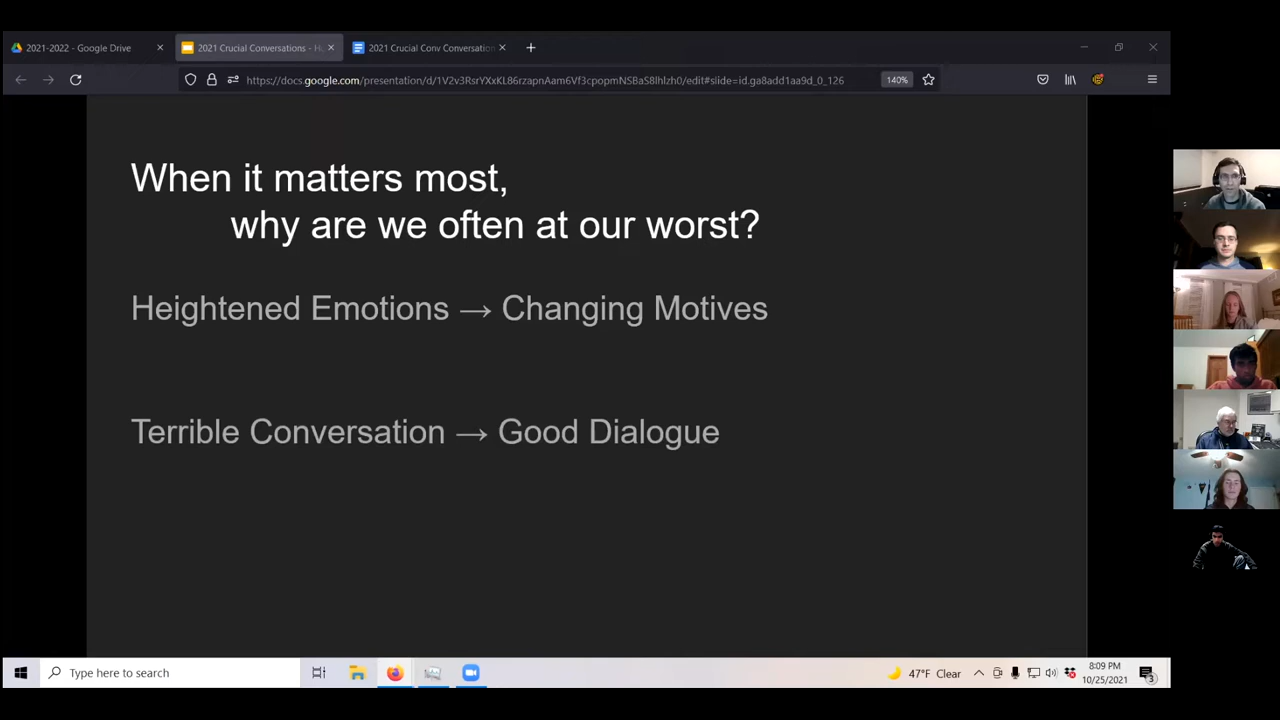 2021-2022 - Google Drive
2021 Crucial Conversations - H
2021 Crucial Conv Conversation
https://docs.google.com/presentation/d/1V2v3RsrYXxKL86rzapnAam6Vf3cpopmNSBaS8lhlzh0/edit#slide=id.ga8add1aa9d_0_126
140%
When it matters most,
why are we often at our worst?
Heightened Emotions → Changing Motives
Terrible Conversation → Good Dialogue
Type here to search
47°F Clear
8:09 PM
10/25/2021
3